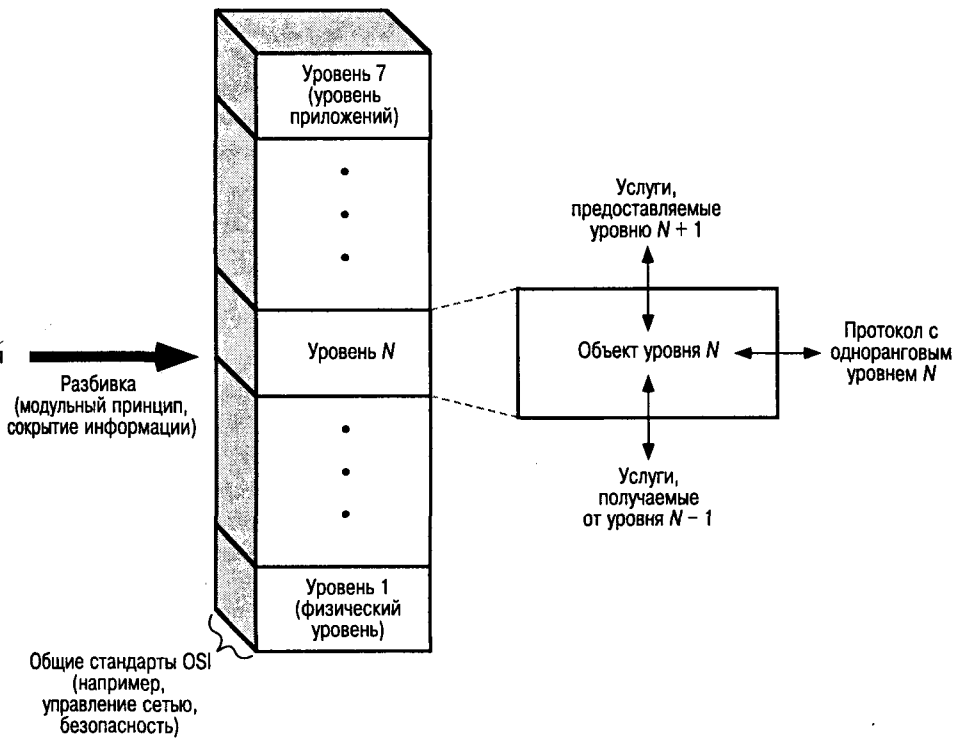 Уровень 7
(уровень
приложений)
Услуги,
предоставляемые
уровню N + 1
Уровень N
Объект уровня N
Протокол с
одноранговым
уровнем N
Разбивка
(модульный принцип,
сокрытие информации)
Услуги,
получаемые
от уровня N − 1
Уровень 1
(физический
уровень)
Общие стандарты OSI
(например,
управление сетью,
безопасность)